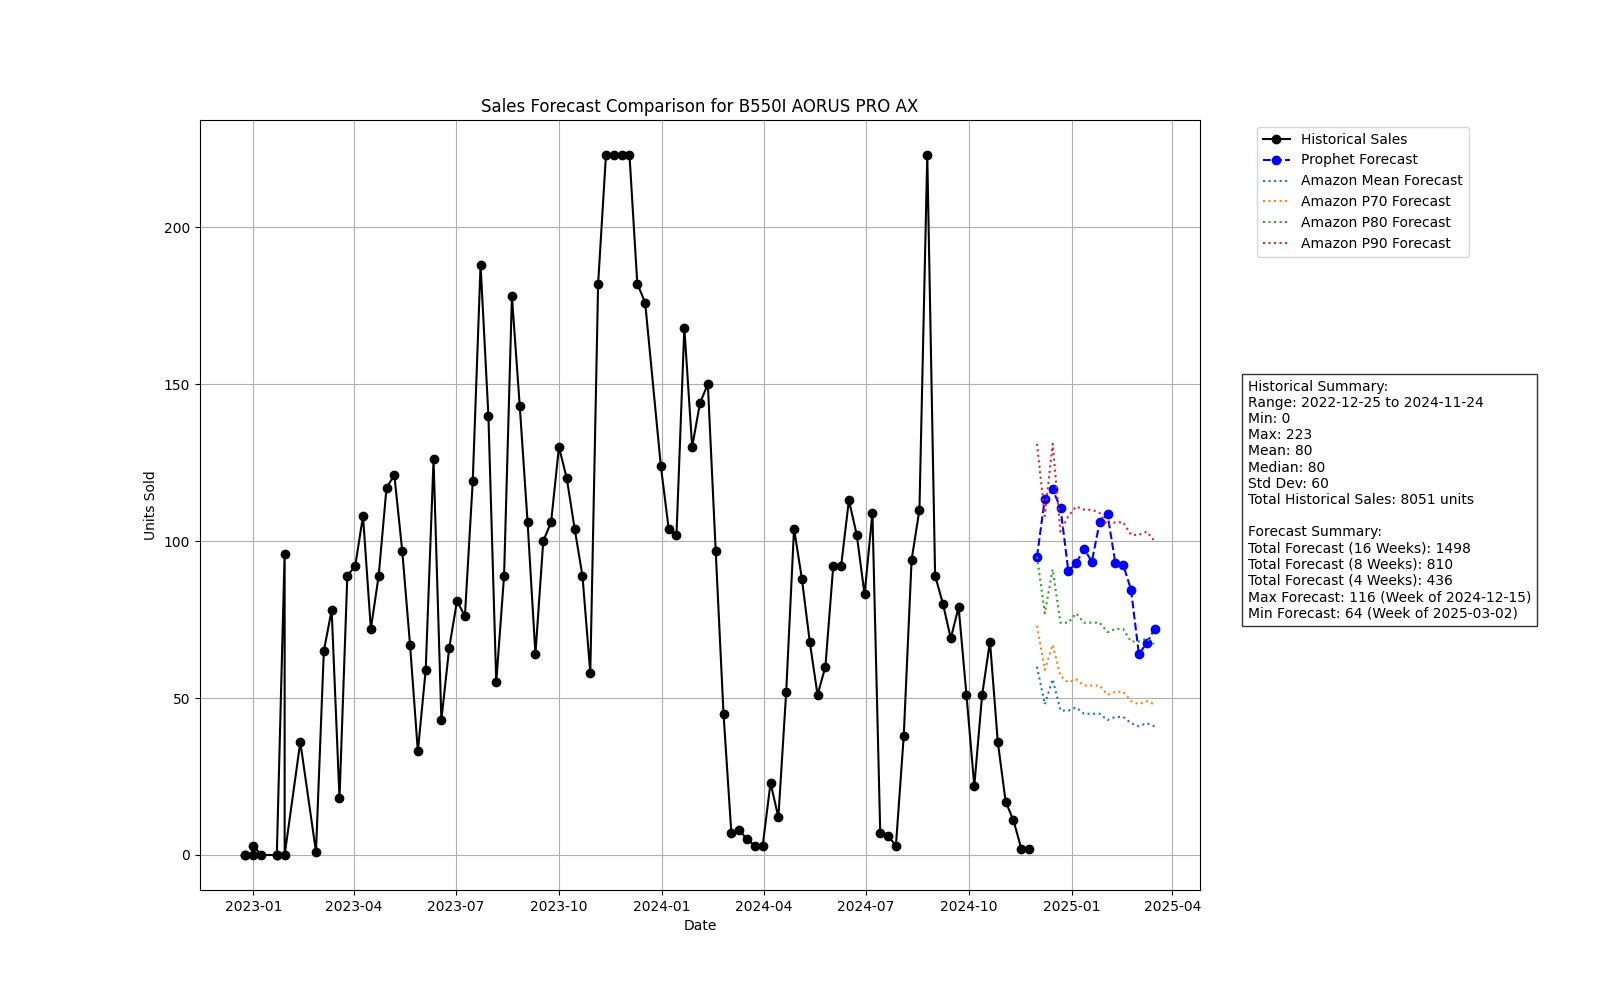 Sales Forecast Comparison for B550I AORUS PRO AX
Historical Sales
Prophet Forecast
Amazon Mean Forecast
Amazon P70 Forecast
Amazon P80 Forecast
Amazon P90 Forecast
Units Sold
200
150
100
50
0
2023-01
2023-04
2023-07
2023-10
2024-01
2024-04
2024-07
2024-10
2025-01
2025-04
Date
Historical Summary:
Range: 2022-12-25 to 2024-11-24
Min: 0
Max: 223
Mean: 80
Median: 80
Std Dev: 60
Total Historical Sales: 8051 units
Forecast Summary:
Total Forecast (16 Weeks): 1498
Total Forecast (8 Weeks): 810
Total Forecast (4 Weeks): 436
Max Forecast: 116 (Week of 2024-12-15)
Min Forecast: 64 (Week of 2025-03-02)